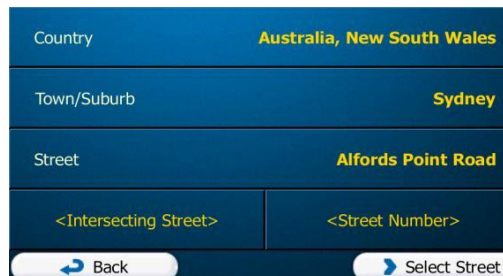 Country Australia, New South Wales
Town/Suburb Sydney
Street Alfords Point Road
<Intersecting Street> <Street Number>
Back Select Street